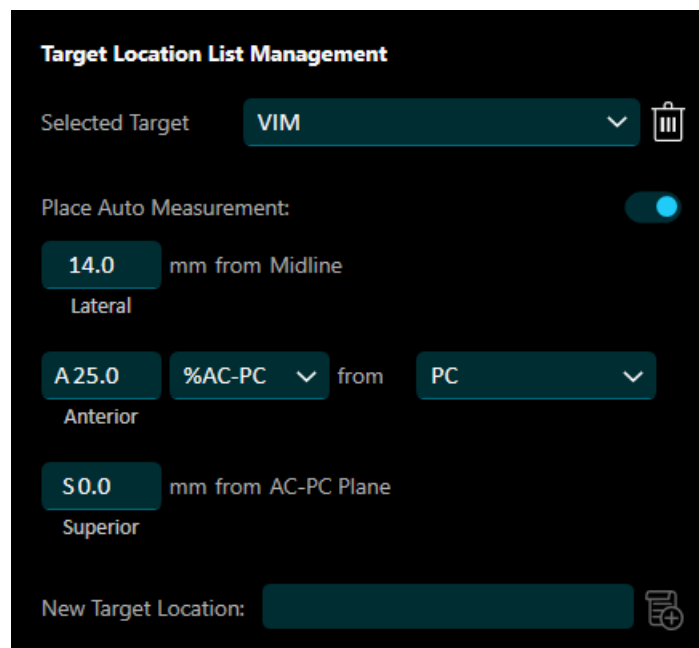 Target Location List Management
Selected Target VIM
Place Auto Measurement:
14.0 mm from Midline
Lateral
A 25.0 %AC-PC from PC
Anterior
S 0.0 mm from AC-PC Plane
Superior
New Target Location: